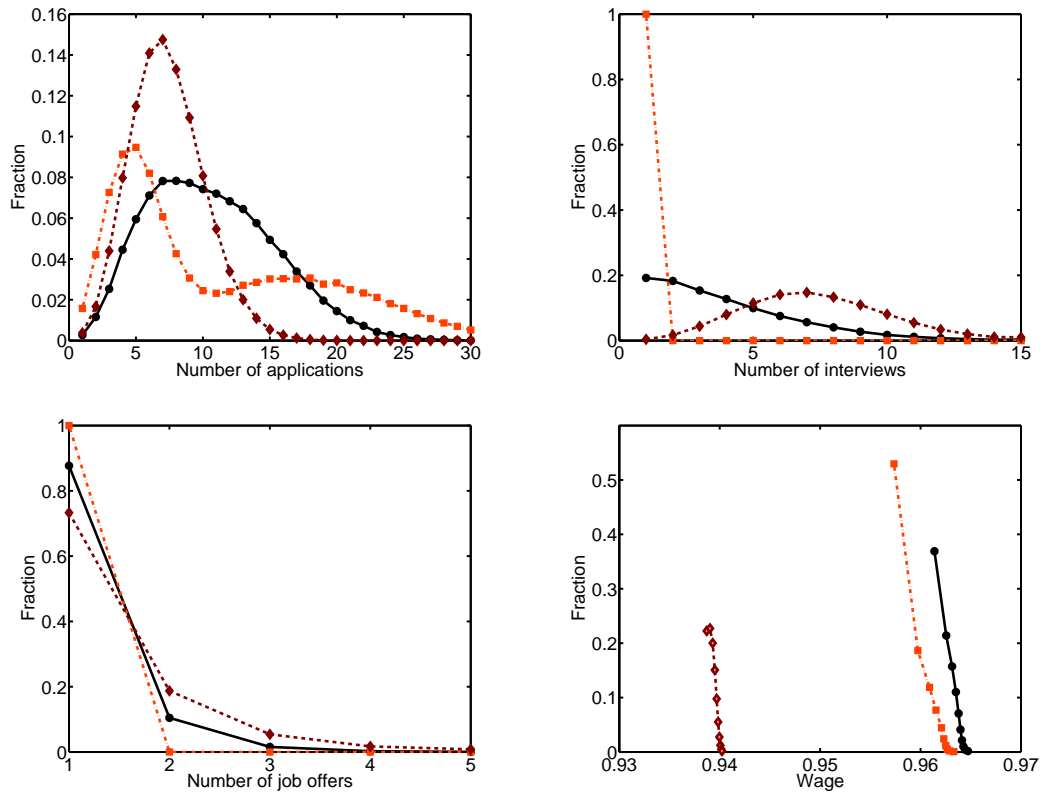 0.16
0.14
0.12
0.1
0.08
0.06
0.04
0.02
0
Fraction
0 5 10 15 20 25 30
Number of applications
1
0.8
0.6
0.4
0.2
0
Fraction
0 5 10 15
Number of interviews
1
0.8
0.6
0.4
0.2
0
Fraction
1 2 3 4 5
Number of job offers
0.5
0.4
0.3
0.2
0.1
0
Fraction
0.93 0.94 0.95 0.96 0.97
Wage